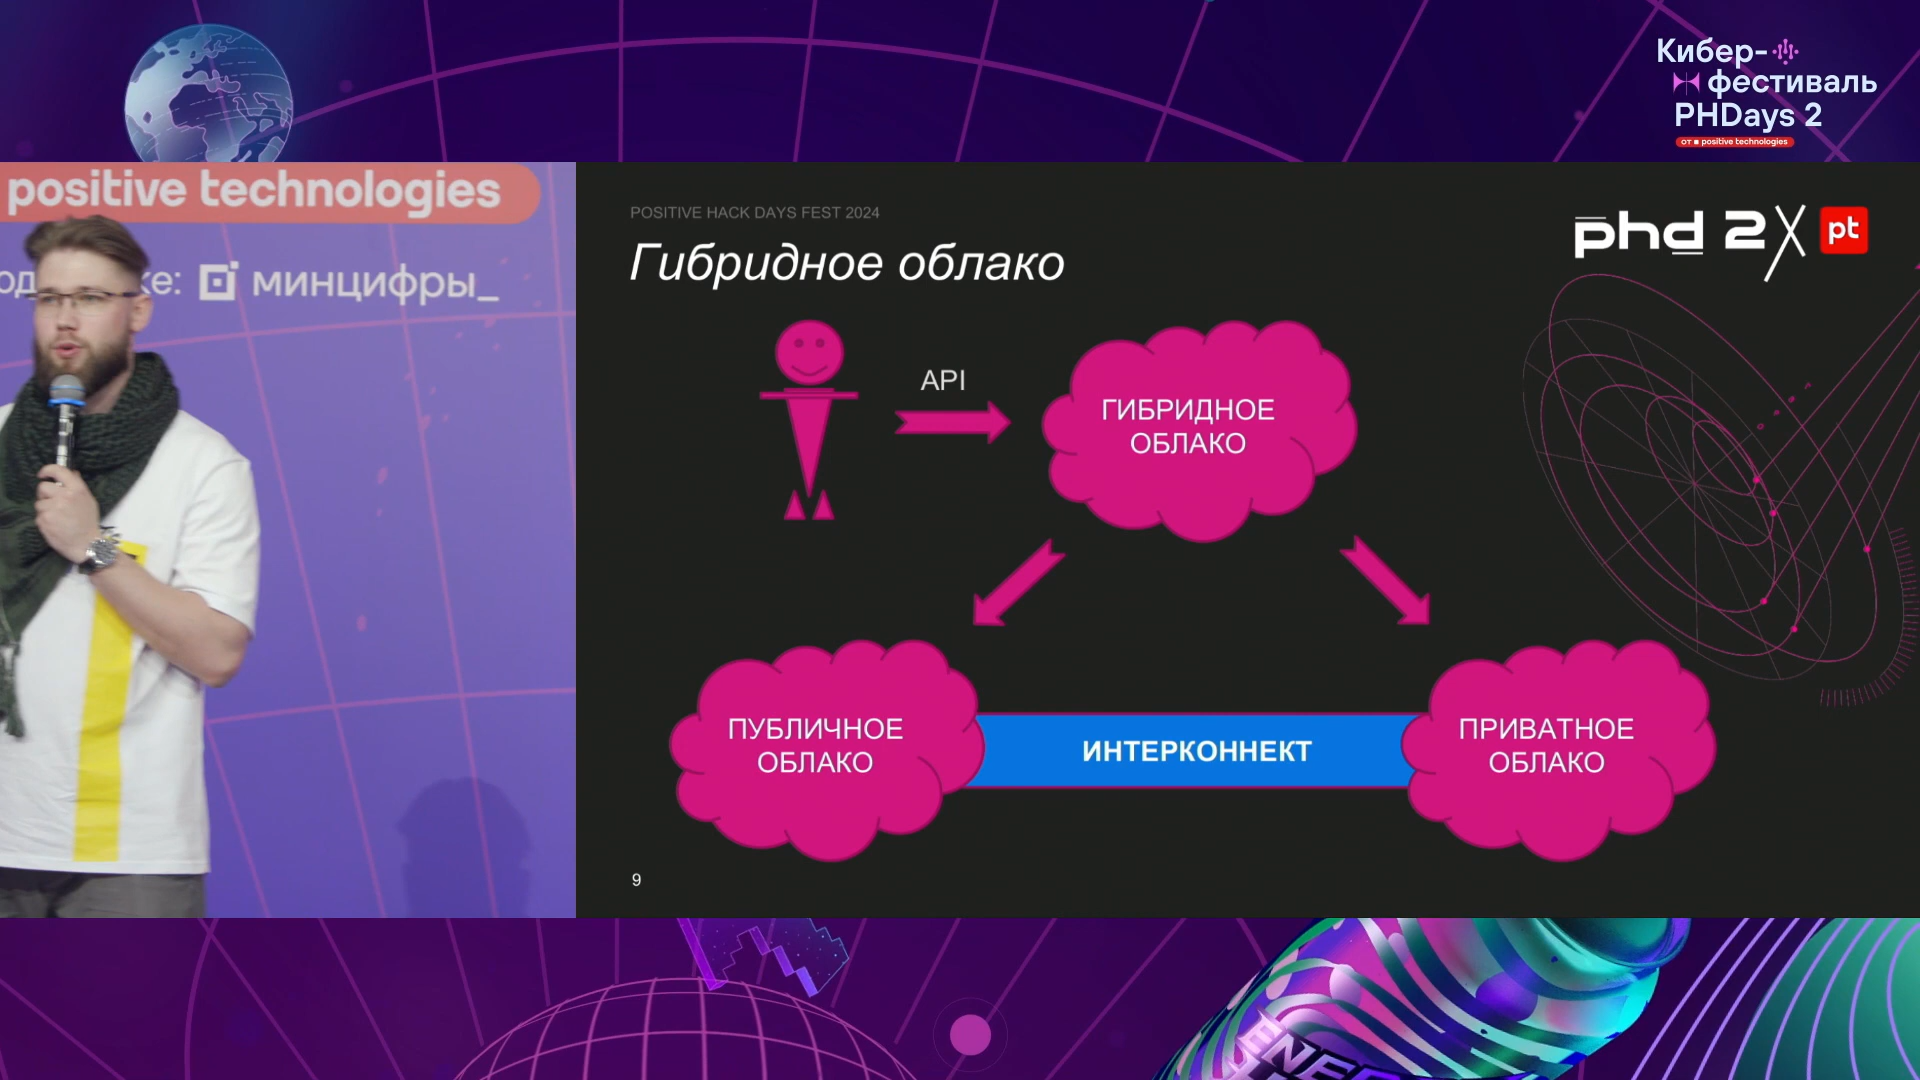 Кибер-
фестиваль
PHDays 2
от positive technologies
positive technologies
минцифры_
POSITIVE HACK DAYS FEST 2024
Гибридное облако
phd 2
pt
API
ГИБРИДНОЕ
ОБЛАКО
ПУБЛИЧНОЕ
ОБЛАКО
ИНТЕРКОННЕКТ
ПРИВАТНОЕ
ОБЛАКО
9